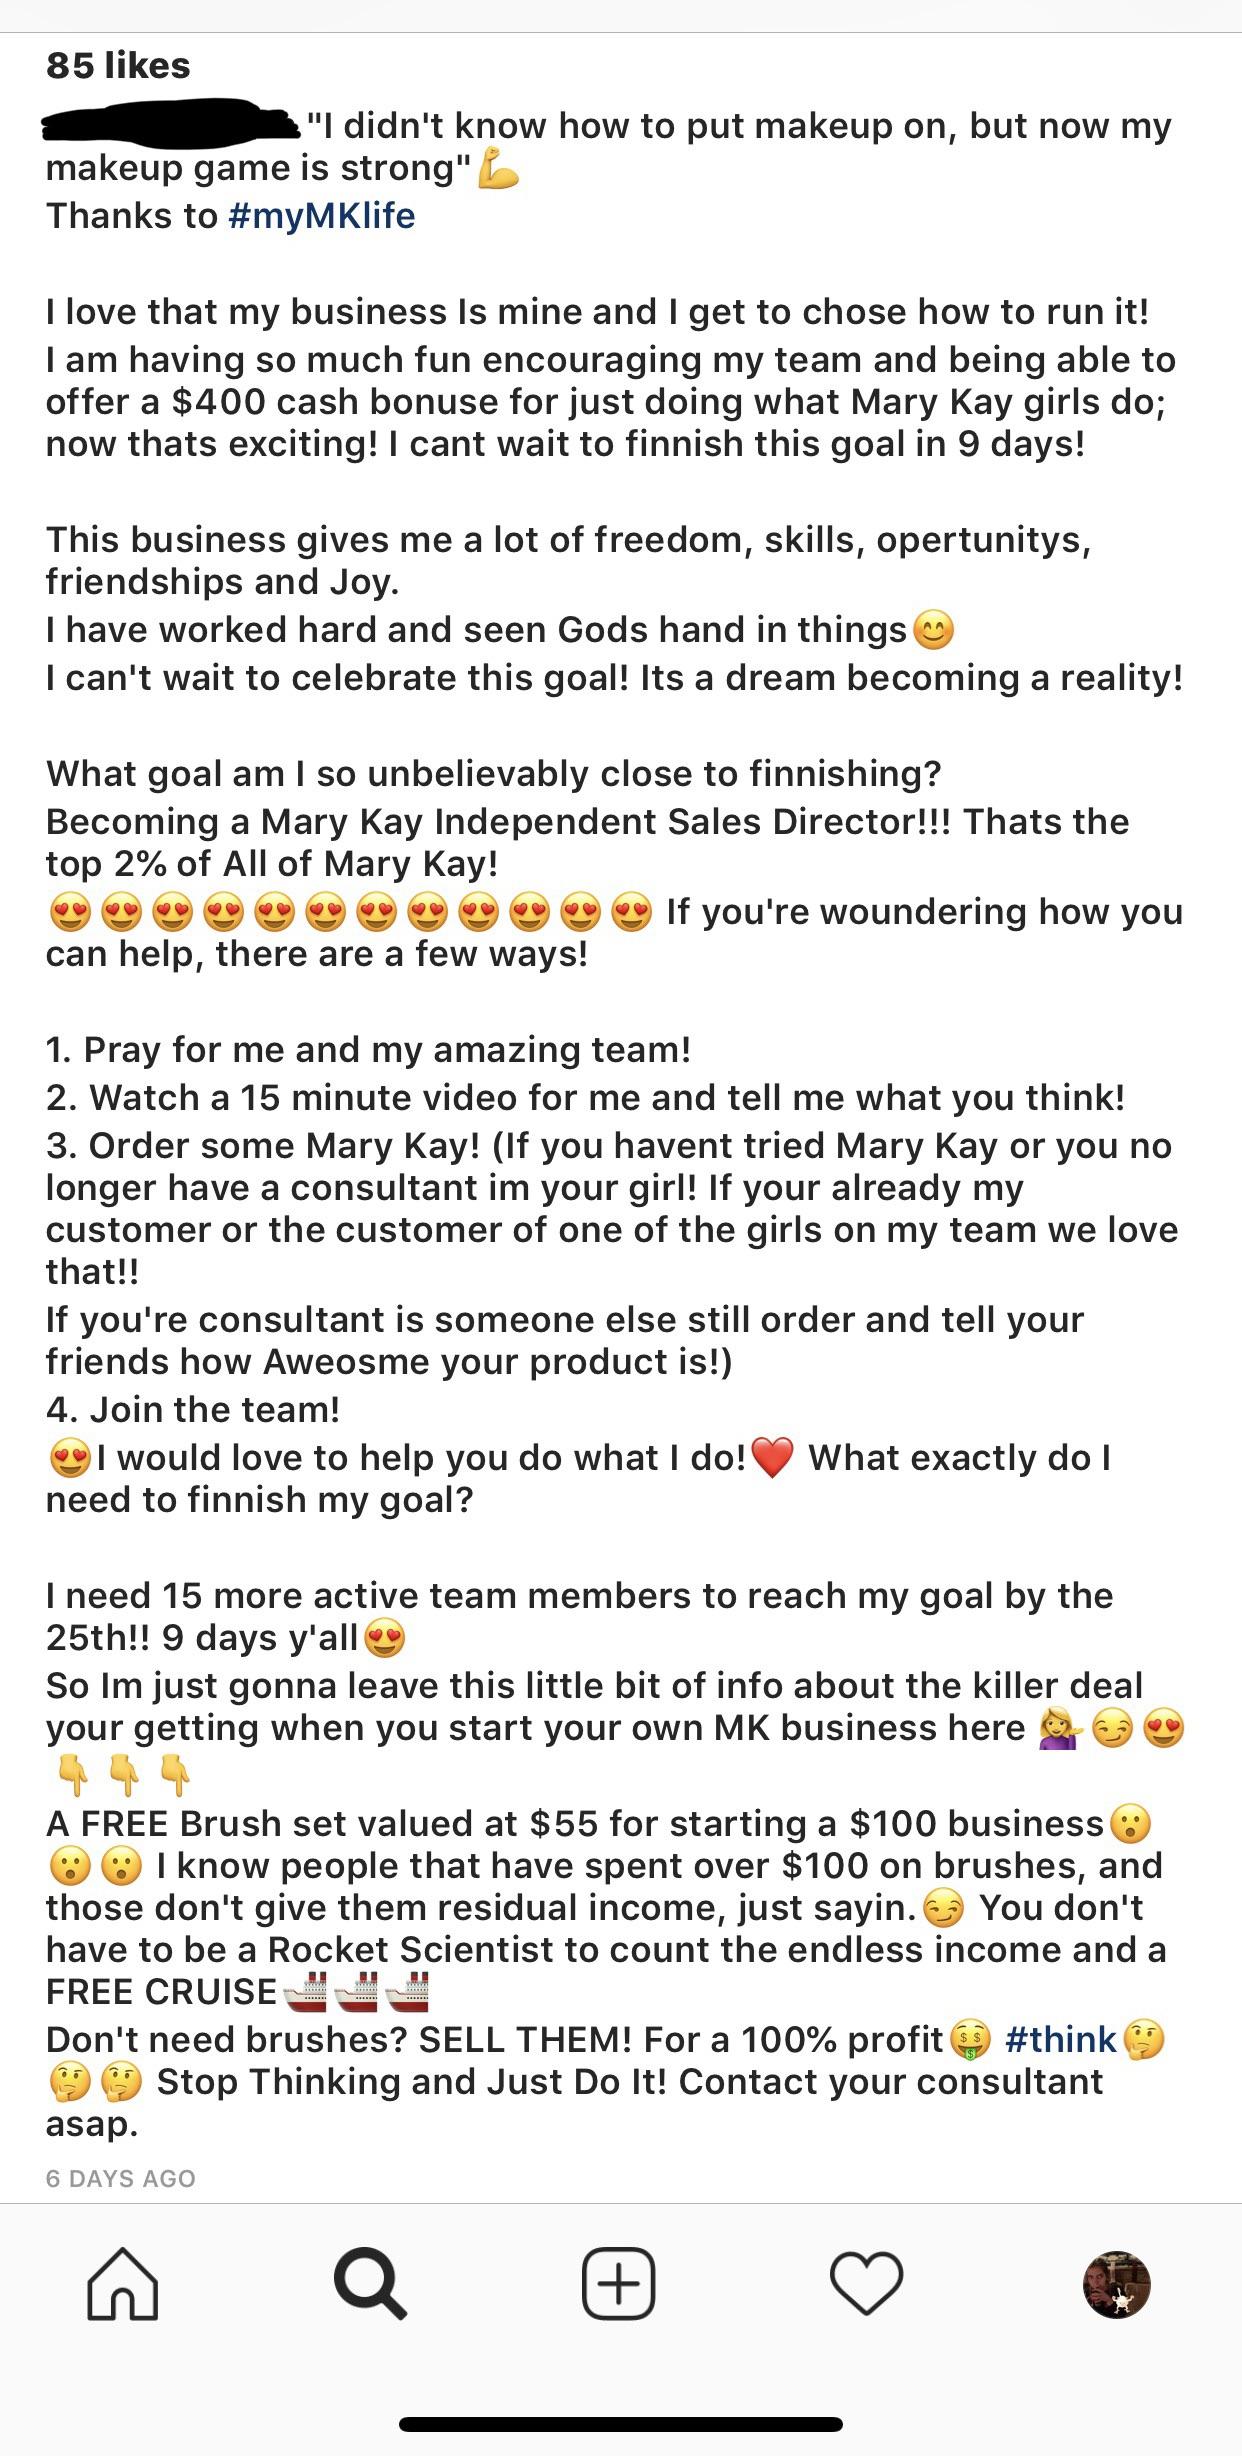 85 likes
"I didn't know how to put makeup on, but now my
makeup game is strong"💪
Thanks to #myMKlife
I love that my business Is mine and I get to chose how to run it!
I am having so much fun encouraging my team and being able to
offer a $400 cash bonuse for just doing what Mary Kay girls do;
now thats exciting! I cant wait to finnish this goal in 9 days!
This business gives me a lot of freedom, skills, opertunitys,
friendships and Joy.
I have worked hard and seen Gods hand in things😊
I can't wait to celebrate this goal! Its a dream becoming a reality!
What goal am I so unbelievably close to finnishing?
Becoming a Mary Kay Independent Sales Director!!! Thats the
top 2% of All of Mary Kay!
😍😍😍😍😍😍😍😍😍😍😍😍 If you're woundering how you
can help, there are a few ways!
1. Pray for me and my amazing team!
2. Watch a 15 minute video for me and tell me what you think!
3. Order some Mary Kay! (If you havent tried Mary Kay or you no
longer have a consultant im your girl! If your already my
customer or the customer of one of the girls on my team we love
that!!
If you're consultant is someone else still order and tell your
friends how Aweosme your product is!)
4. Join the team!
😍I would love to help you do what I do!❤️ What exactly do I
need to finnish my goal?
I need 15 more active team members to reach my goal by the
25th!! 9 days y'all😍
So Im just gonna leave this little bit of info about the killer deal
your getting when you start your own MK business here 💁‍♀️😏😍
👇👇👇
A FREE Brush set valued at $55 for starting a $100 business😮
😮😮 I know people that have spent over $100 on brushes, and
those don't give them residual income, just sayin.😏 You don't
have to be a Rocket Scientist to count the endless income and a
FREE CRUISE🚢🚢🚢
Don't need brushes? SELL THEM! For a 100% profit🤑 #think🤔
🤔🤔 Stop Thinking and Just Do It! Contact your consultant
asap.
6 DAYS AGO